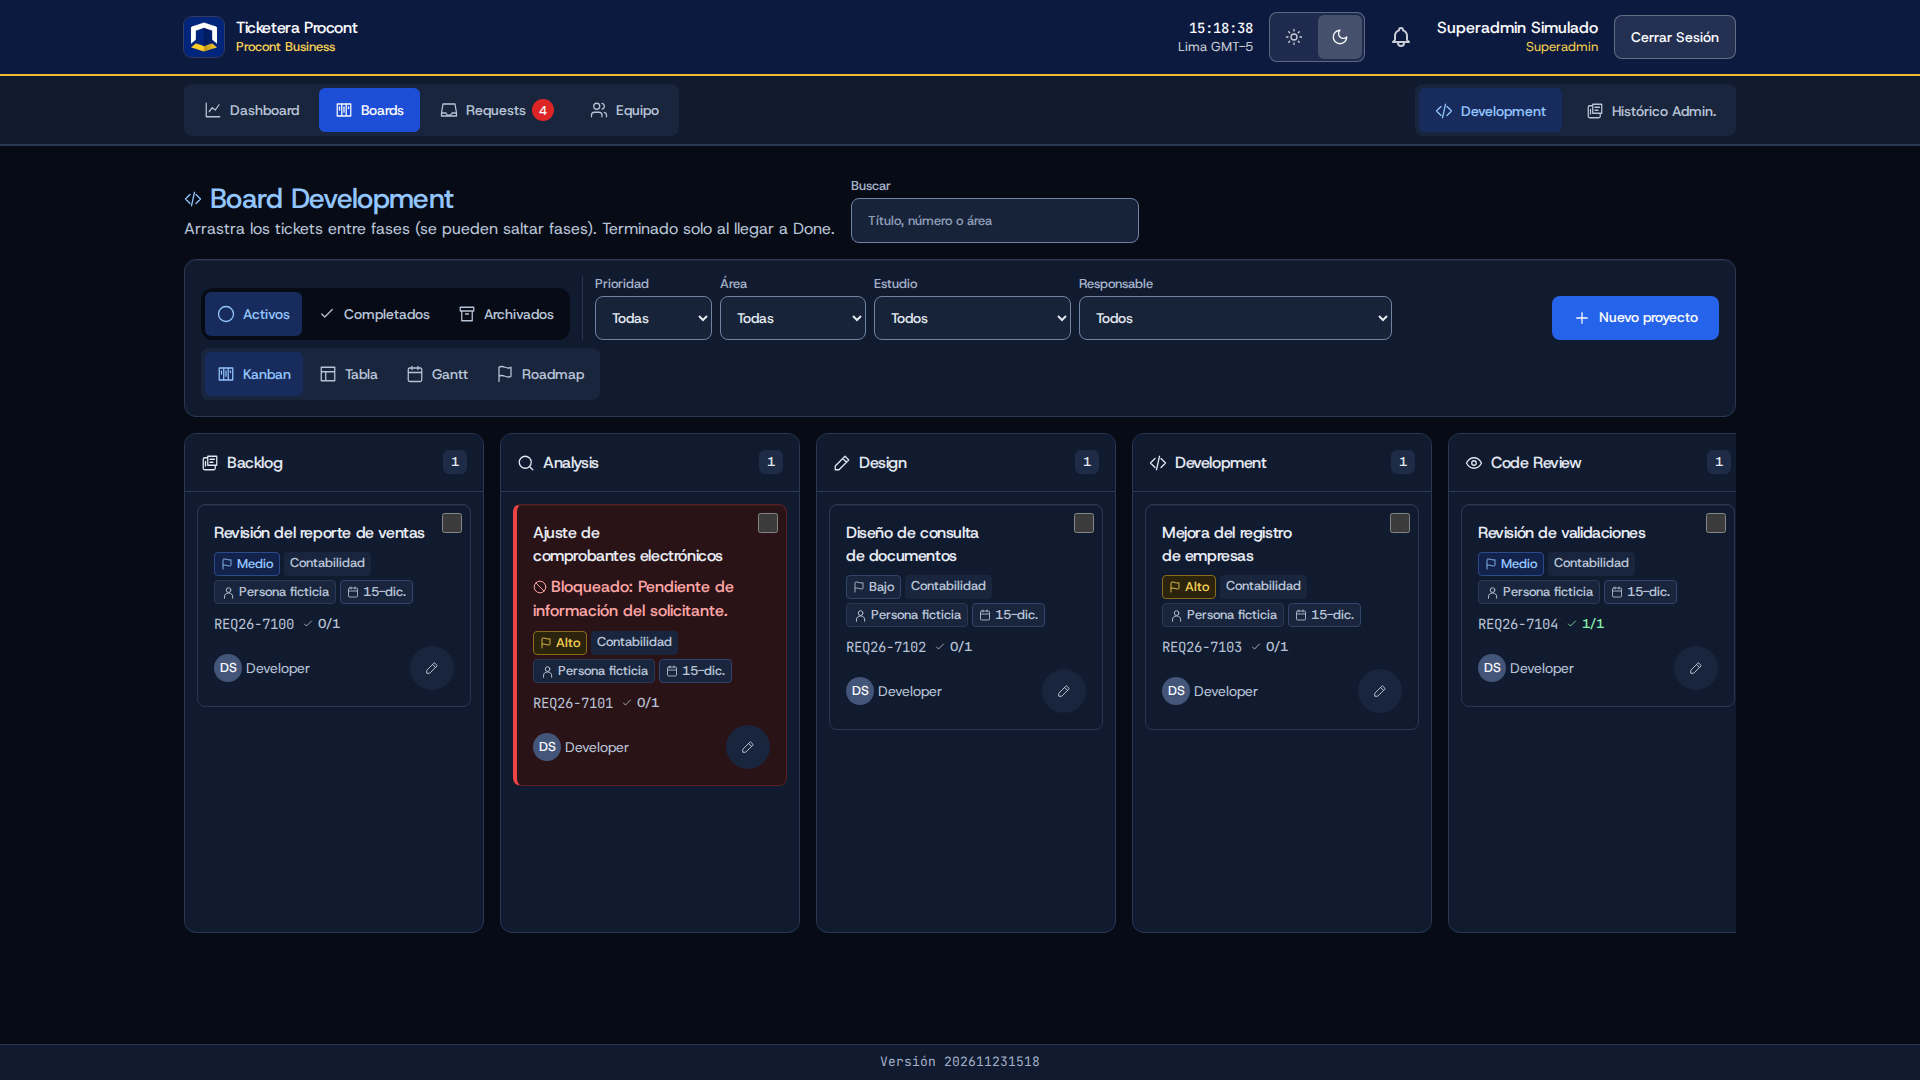 Ticketera Procont
Procont Business
15:18:38
Lima GMT-5
Superadmin Simulado
Superadmin
Cerrar Sesión
Dashboard
Boards
Requests 4
Equipo
Development
Histórico Admin.
Board Development
Arrastra los tickets entre fases (se pueden saltar fases). Terminado solo al llegar a Done.
Buscar
Título, número o área
Activos
Completados
Archivados
Prioridad
Todas
Área
Todas
Estudio
Todos
Responsable
Todos
Nuevo proyecto
Kanban
Tabla
Gantt
Roadmap
Backlog 1
Revisión del reporte de ventas
Medio Contabilidad
Persona ficticia 15-dic.
REQ26-7100 0/1
DS Developer
Analysis 1
Ajuste de
comprobantes electrónicos
Bloqueado: Pendiente de
información del solicitante.
Alto Contabilidad
Persona ficticia 15-dic.
REQ26-7101 0/1
DS Developer
Design 1
Diseño de consulta
de documentos
Bajo Contabilidad
Persona ficticia 15-dic.
REQ26-7102 0/1
DS Developer
Development 1
Mejora del registro
de empresas
Alto Contabilidad
Persona ficticia 15-dic.
REQ26-7103 0/1
DS Developer
Code Review 1
Revisión de validaciones
Medio Contabilidad
Persona ficticia 15-dic.
REQ26-7104 1/1
DS Developer
Versión 202611231518